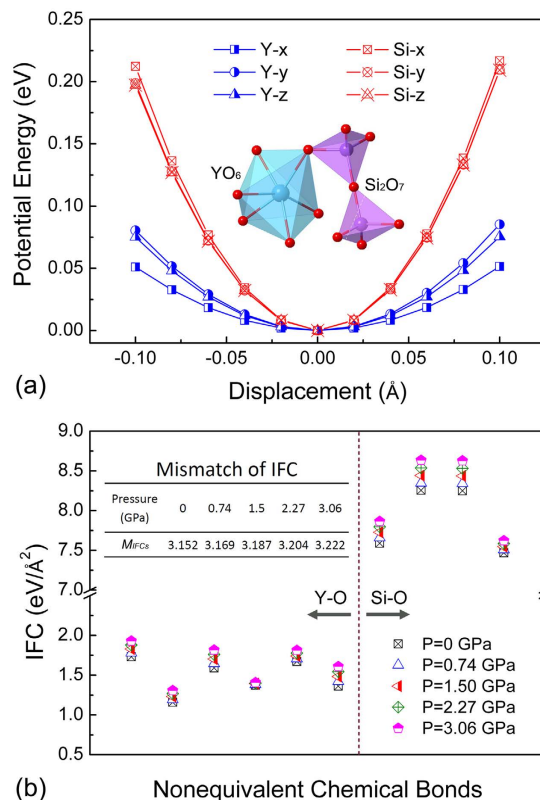 0.25
0.20
0.15
0.10
0.05
0.00
Potential Energy (eV)
Y-x
Y-y
Y-z
Si-x
Si-y
Si-z
YO6
Si2O7
-0.10 -0.05 0.00 0.05 0.10
(a)
Displacement (Å)
9.0
8.5
8.0
7.5
7.0
2.0
1.5
1.0
0.5
IFC (eV/Å²)
Mismatch of IFC
Pressure (GPa) 0 0.74 1.5 2.27 3.06
MIFCs 3.152 3.169 3.187 3.204 3.222
Y-O Si-O
P=0 GPa
P=0.74 GPa
P=1.50 GPa
P=2.27 GPa
P=3.06 GPa
(b)
Nonequivalent Chemical Bonds